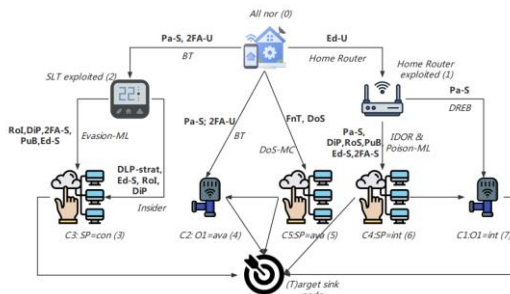 All nor (0)
Pa-S, 2FA-U
Ed-U
BT
Home Router
SLT exploited (2)
Home Router
exploited (1)
22
Pa-S
DREB
RoI,DiP,2FA-S,
PuB,Ed-S
Evasion-ML
Pa-S; 2FA-U
BT
FnT, DoS
DoS-MC
Pa-S,
DiP,RoS,PuB
Ed-S,2FA-S
IDOR &
Poison-ML
DLP-strat,
Ed-S, RoI,
DiP
Insider
C3: SP=con (3)
C2: O1=ava (4)
C5:SP=ava (5)
C4:SP=int (6)
C1:O1=int (7)
(T)arget sink